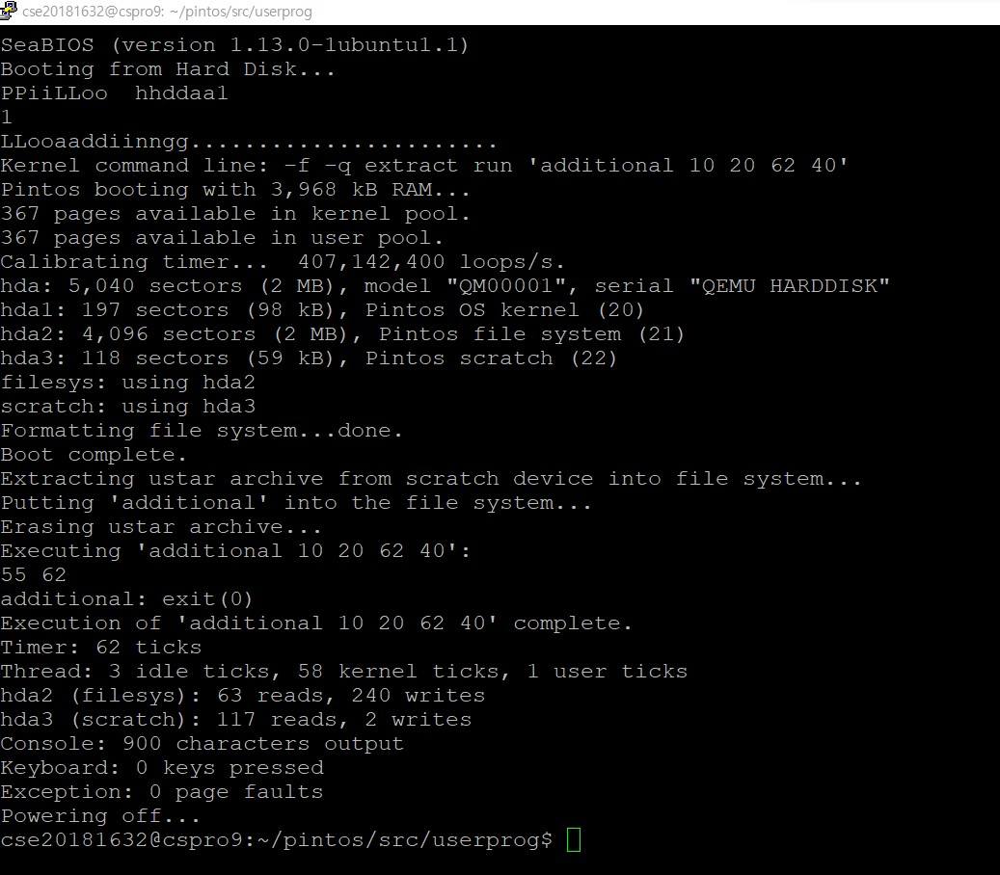 cse20181632@cspro9: ~/pintos/src/userprog
SeaBIOS (version 1.13.0-1ubuntu1.1)
Booting from Hard Disk...
PPiiLLoo  hhddaa1
1
LLooaaddiinngg.......................
Kernel command line: -f -q extract run 'additional 10 20 62 40'
Pintos booting with 3,968 kB RAM...
367 pages available in kernel pool.
367 pages available in user pool.
Calibrating timer...  407,142,400 loops/s.
hda: 5,040 sectors (2 MB), model "QM00001", serial "QEMU HARDDISK"
hda1: 197 sectors (98 kB), Pintos OS kernel (20)
hda2: 4,096 sectors (2 MB), Pintos file system (21)
hda3: 118 sectors (59 kB), Pintos scratch (22)
filesys: using hda2
scratch: using hda3
Formatting file system...done.
Boot complete.
Extracting ustar archive from scratch device into file system...
Putting 'additional' into the file system...
Erasing ustar archive...
Executing 'additional 10 20 62 40':
55 62
additional: exit(0)
Execution of 'additional 10 20 62 40' complete.
Timer: 62 ticks
Thread: 3 idle ticks, 58 kernel ticks, 1 user ticks
hda2 (filesys): 63 reads, 240 writes
hda3 (scratch): 117 reads, 2 writes
Console: 900 characters output
Keyboard: 0 keys pressed
Exception: 0 page faults
Powering off...
cse20181632@cspro9:~/pintos/src/userprog$